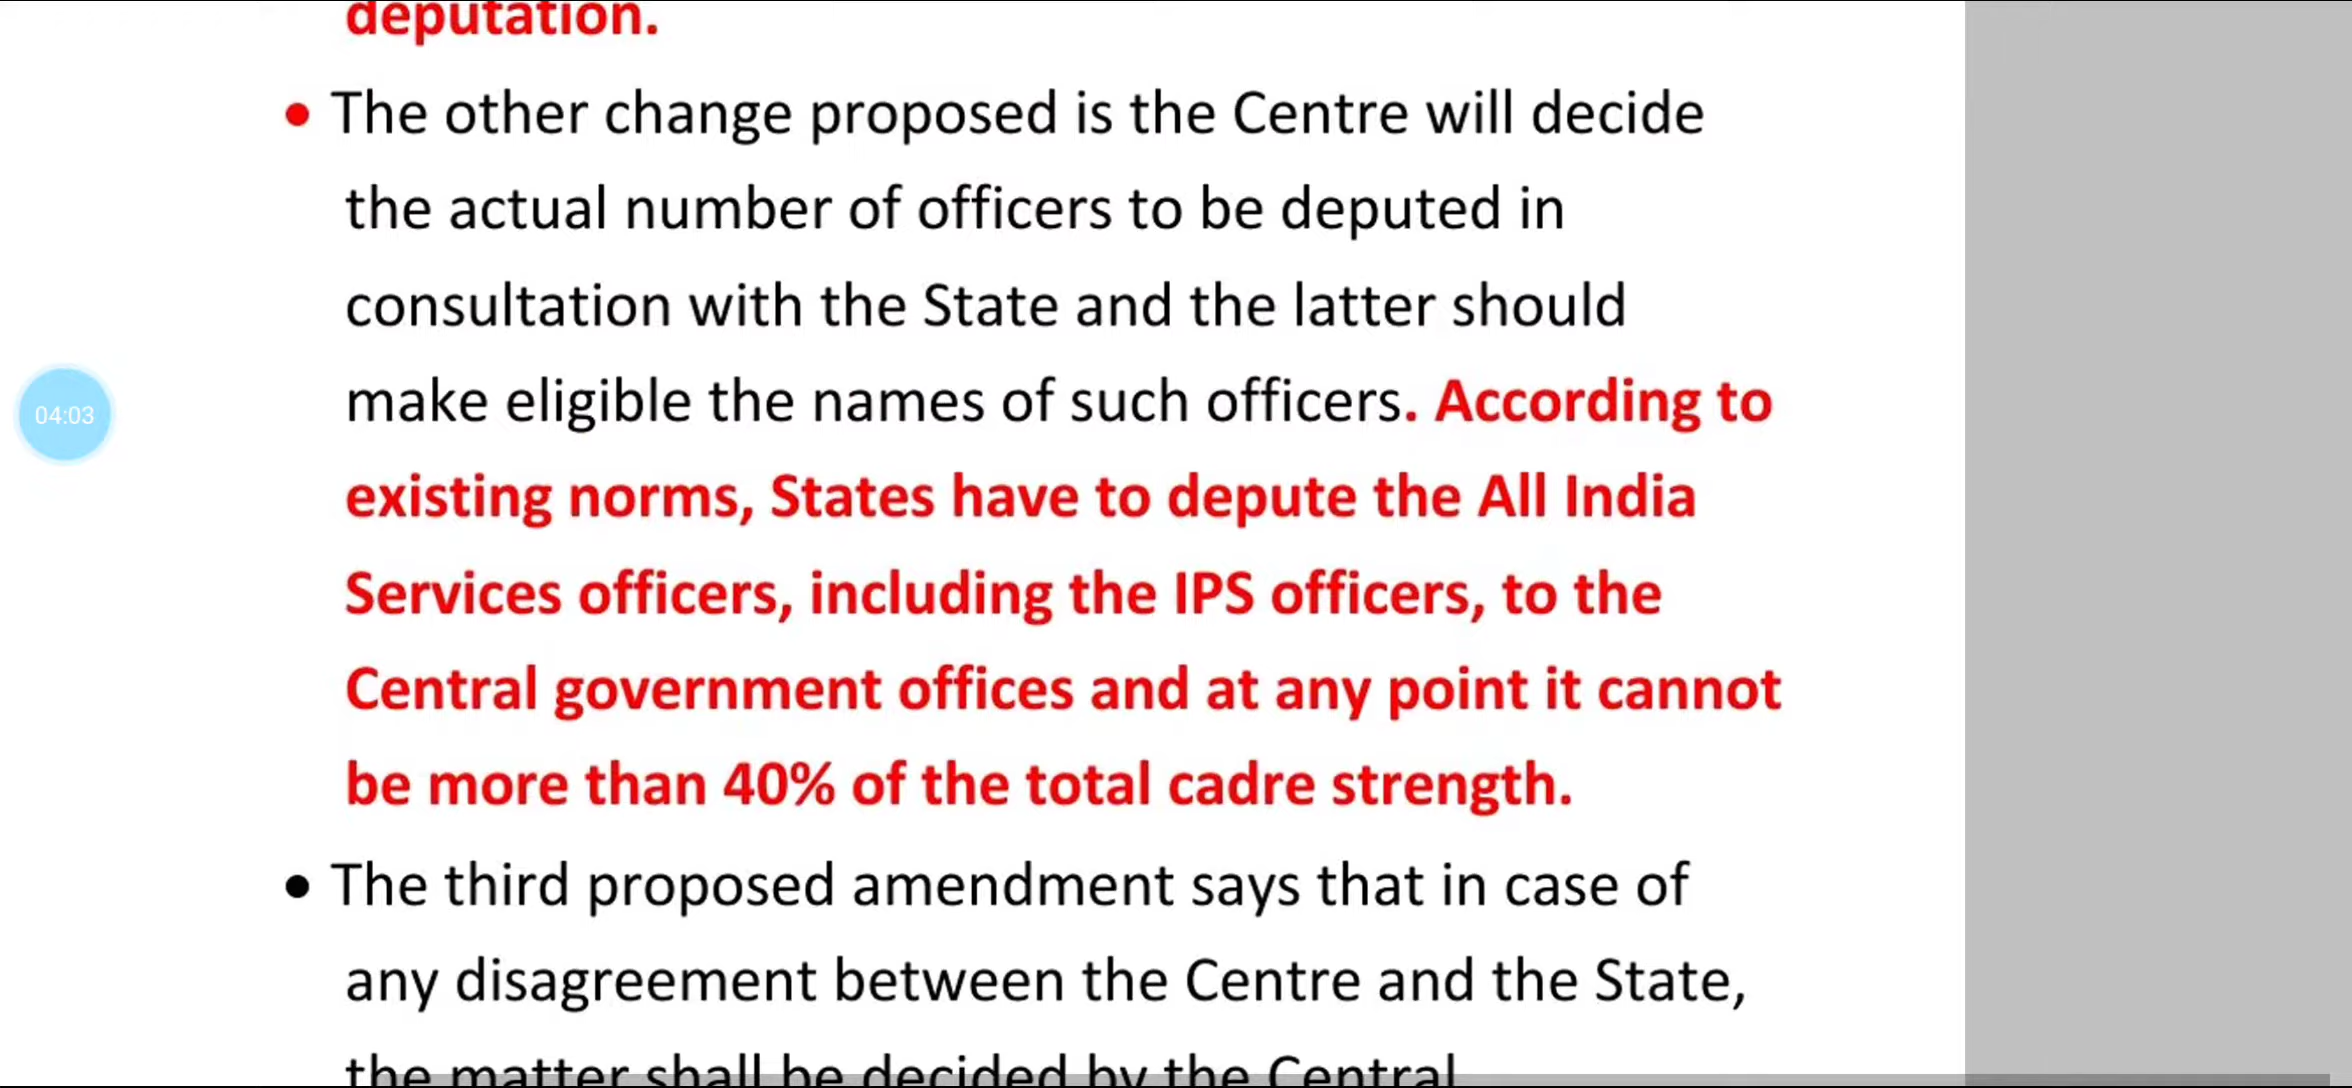 deputation.
• The other change proposed is the Centre will decide
the actual number of officers to be deputed in
consultation with the State and the latter should
make eligible the names of such officers. According to
existing norms, States have to depute the All India
Services officers, including the IPS officers, to the
Central government offices and at any point it cannot
be more than 40% of the total cadre strength.
• The third proposed amendment says that in case of
any disagreement between the Centre and the State,
the matter shall be decided by the Central
04:03